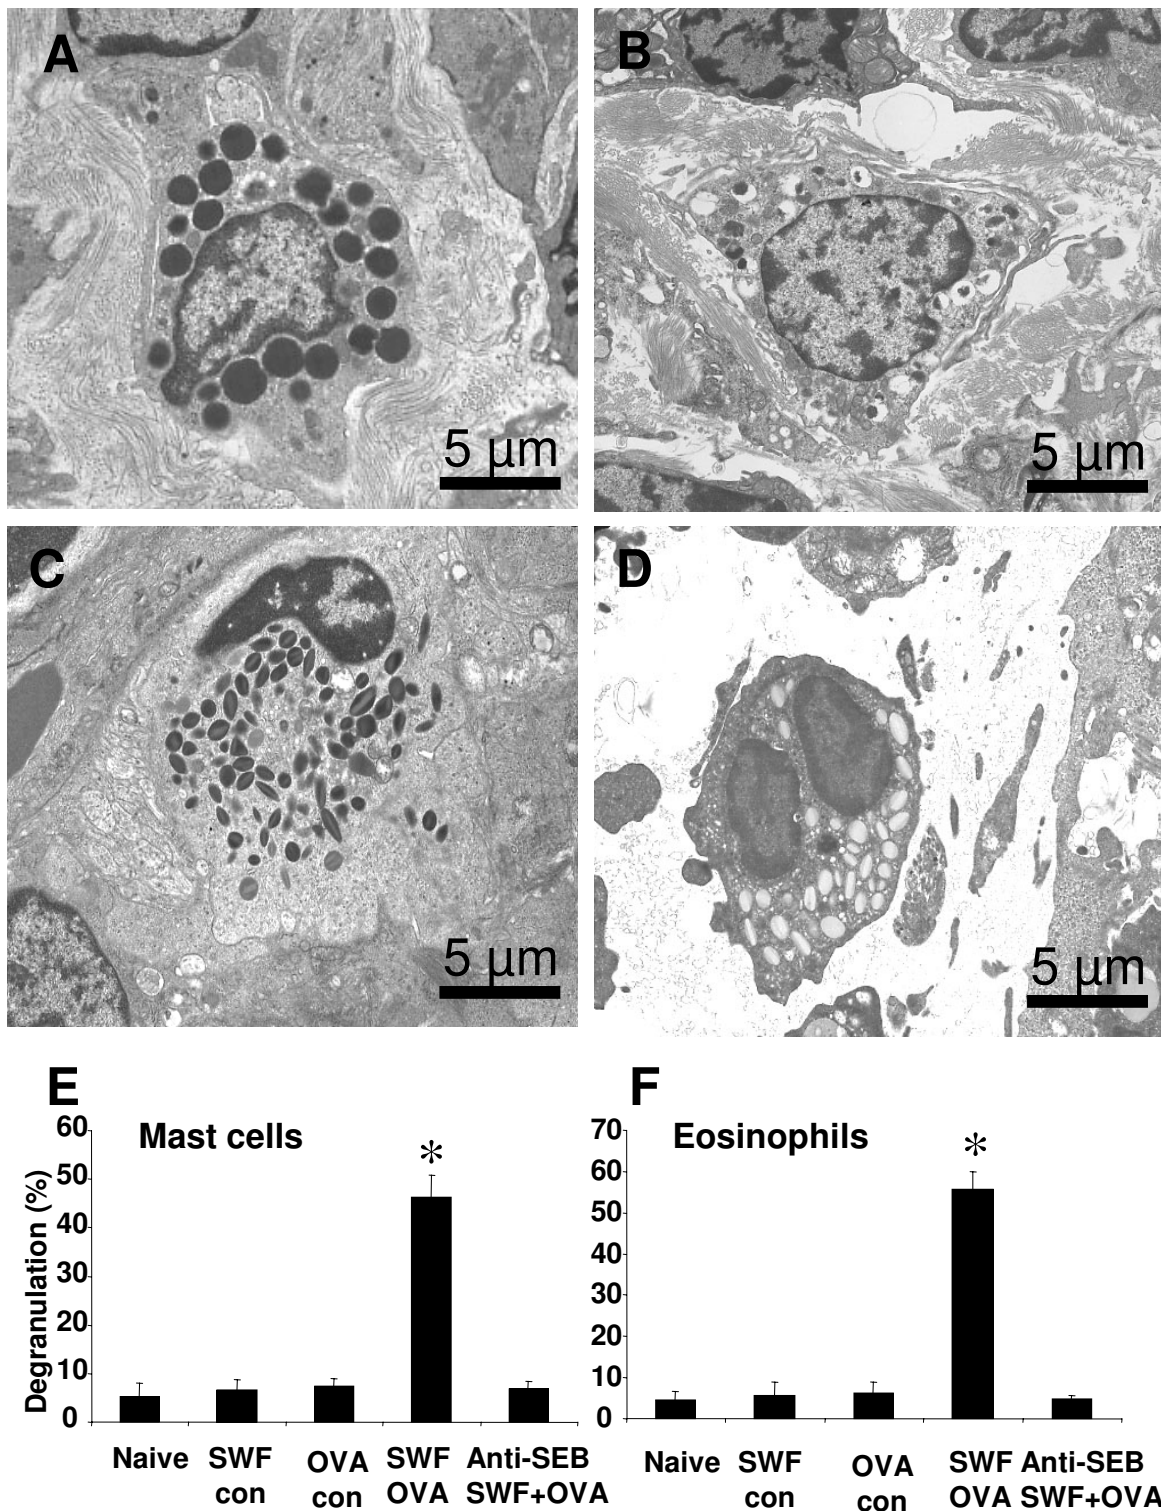 A
B
5 µm
5 µm
C
D
5 µm
5 µm
E
Mast cells
*
Degranulation (%)
60
50
40
30
20
10
0
Naive
SWF
con
OVA
con
SWF
OVA
Anti-SEB
SWF+OVA
F
Eosinophils
*
70
60
50
40
30
20
10
0
Naive
SWF
con
OVA
con
SWF
OVA
Anti-SEB
SWF+OVA